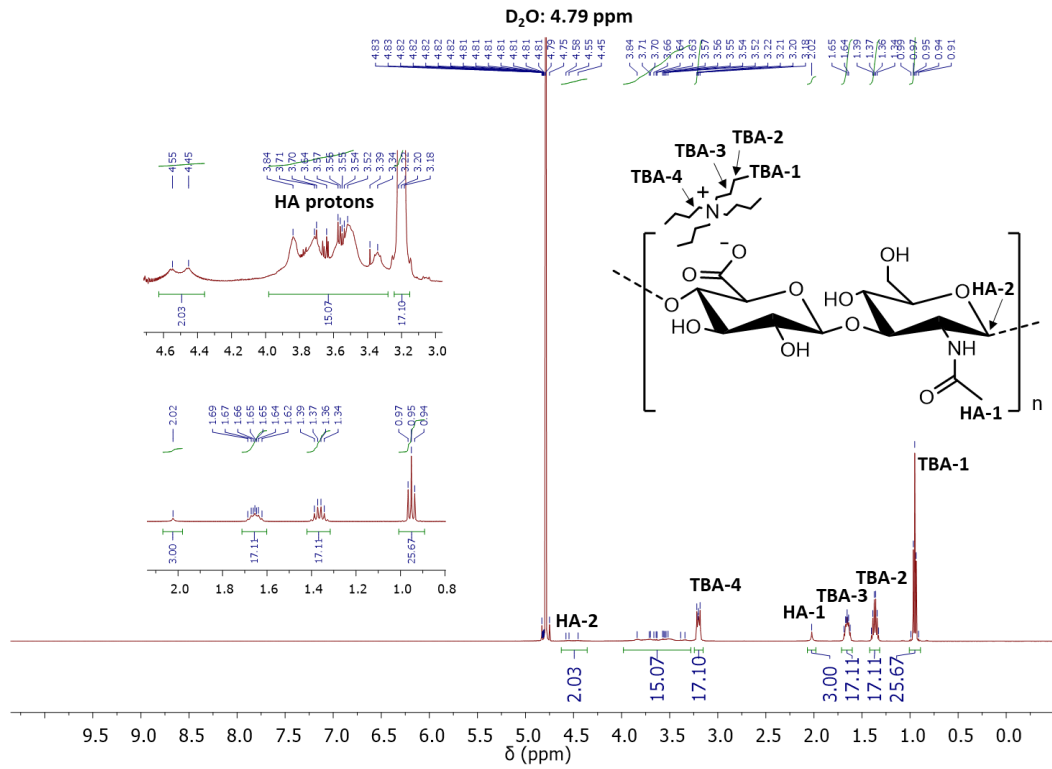 D₂O: 4.79 ppm
4.83 4.83 4.82 4.82 4.82 4.82 4.82 4.81 4.81 4.81 4.81 4.81 4.81 4.81 4.79 4.75 4.58 4.55 4.45 3.84 3.71 3.70 3.66 3.64 3.63 3.57 3.56 3.55 3.54 3.52 3.22 3.21 3.20 3.18 2.02 1.65 1.64 1.39 1.37 1.36 1.34 0.99 0.97 0.95 0.94 0.91
4.55 4.45 3.84 3.71 3.70 3.64 3.57 3.56 3.55 3.54 3.52 3.39 3.34 3.22 3.20 3.18
HA protons
2.03 15.07 17.10
4.6 4.4 4.2 4.0 3.8 3.6 3.4 3.2 3.0
2.02 1.69 1.67 1.66 1.65 1.65 1.64 1.62 1.39 1.37 1.36 1.34 0.97 0.95 0.94
3.00 17.11 17.11 25.67
2.0 1.8 1.6 1.4 1.2 1.0 0.8
TBA-2
TBA-3
TBA-1
TBA-4
+
N
O⁻
O
OH
O
HO
O
HA-2
O
HO
O
HO
OH
NH
O
HA-1
n
TBA-1
TBA-2
TBA-3
TBA-4
HA-1
HA-2
2.03 15.07 17.10 3.00 17.11 17.11 25.67
9.5 9.0 8.5 8.0 7.5 7.0 6.5 6.0 5.5 5.0 4.5 4.0 3.5 3.0 2.5 2.0 1.5 1.0 0.5 0.0
δ (ppm)